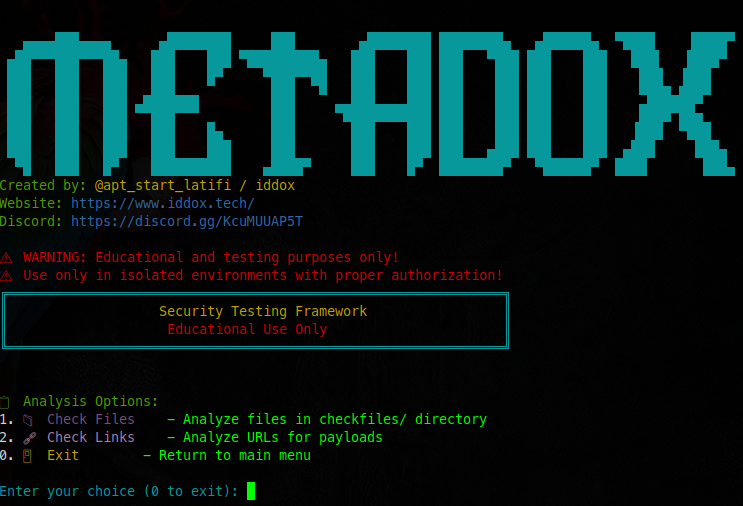 METADOX
Created by: @apt_start_latifi / iddox
Website: https://www.iddox.tech/
Discord: https://discord.gg/KcuMUUAP5T
⚠ WARNING: Educational and testing purposes only!
⚠ Use only in isolated environments with proper authorization!
Security Testing Framework
Educational Use Only
Analysis Options:
1. Check Files – Analyze files in checkfiles/ directory
2. Check Links – Analyze URLs for payloads
0. Exit – Return to main menu
Enter your choice (0 to exit):